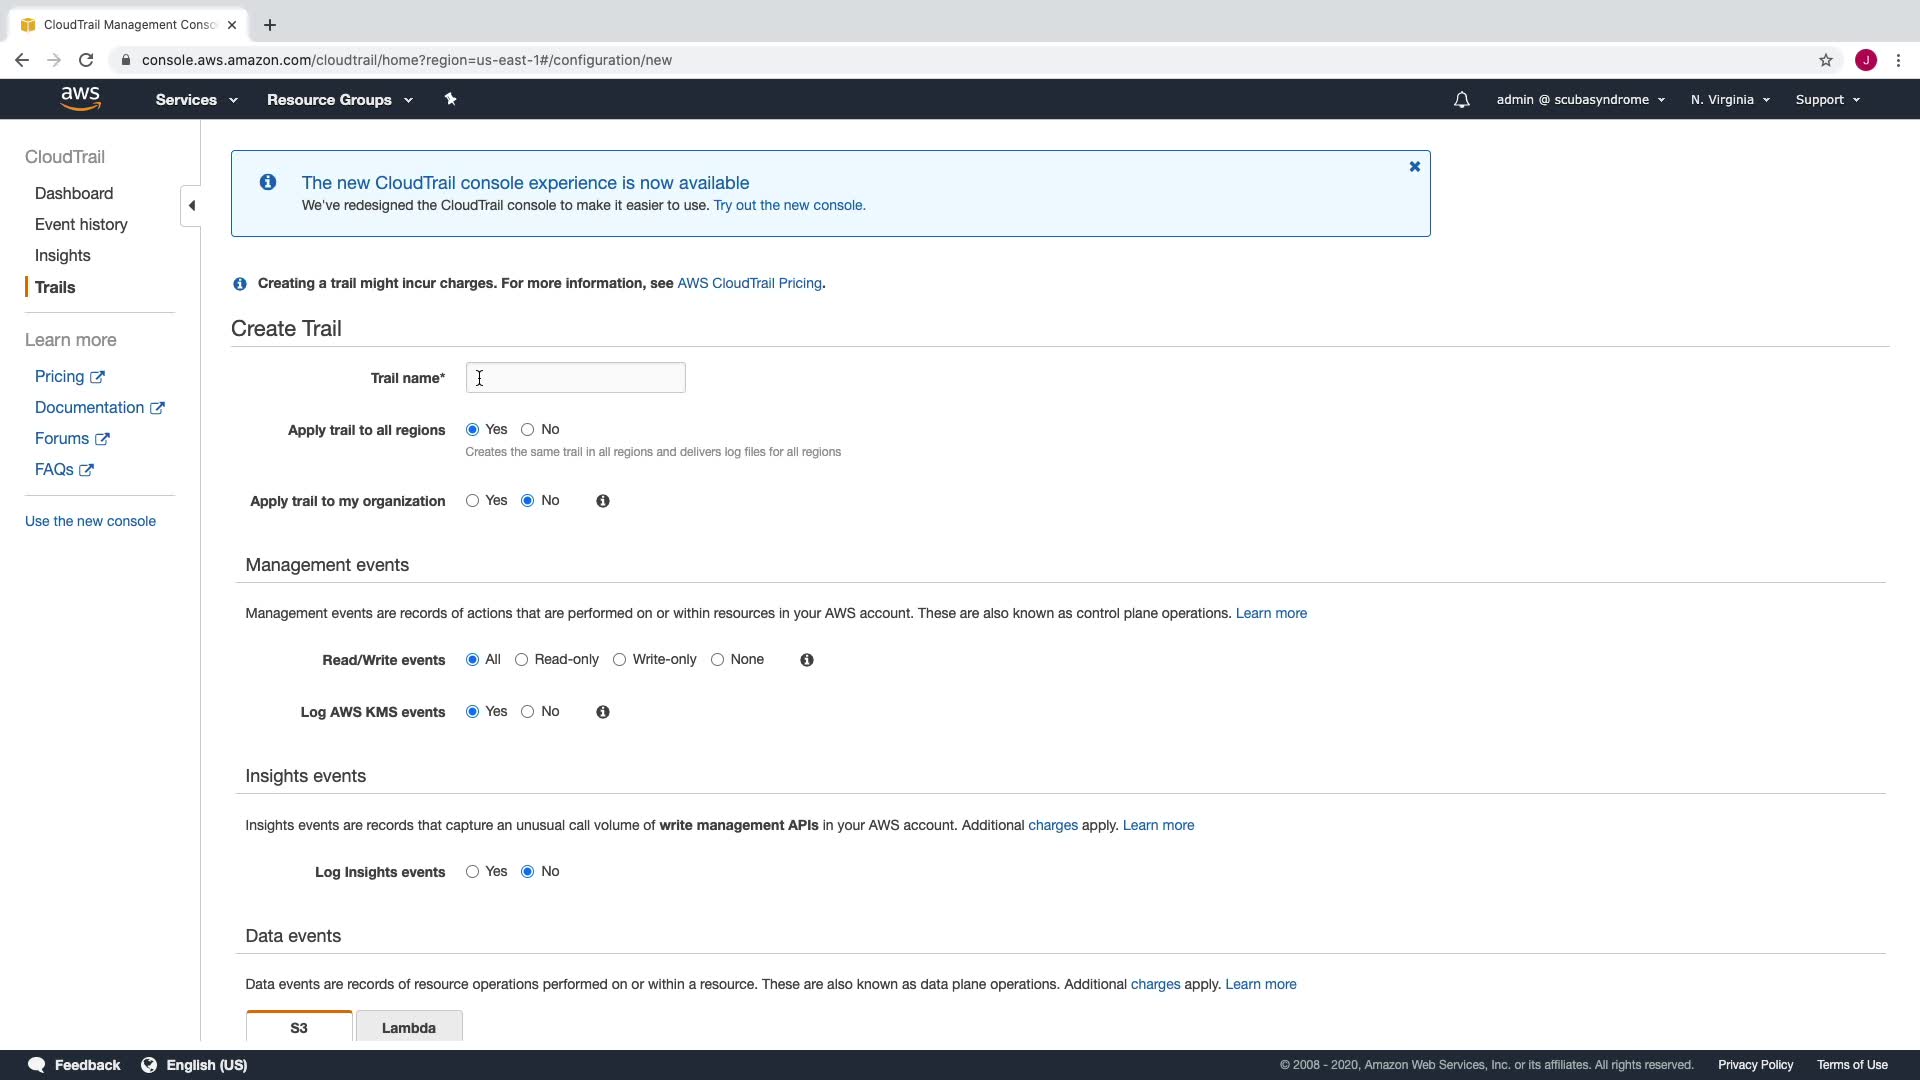 CloudTrail Management Conso
console.aws.amazon.com/cloudtrail/home?region=us-east-1#/configuration/new
J
aws
Services
Resource Groups
admin @ scubasyndrome
N. Virginia
Support
CloudTrail
Dashboard
Event history
Insights
Trails
Learn more
Pricing
Documentation
Forums
FAQs
Use the new console
The new CloudTrail console experience is now available
We've redesigned the CloudTrail console to make it easier to use. Try out the new console.
Creating a trail might incur charges. For more information, see AWS CloudTrail Pricing.
Create Trail
Trail name*
Apply trail to all regions Yes No
Creates the same trail in all regions and delivers log files for all regions
Apply trail to my organization Yes No
Management events
Management events are records of actions that are performed on or within resources in your AWS account. These are also known as control plane operations. Learn more
Read/Write events All Read-only Write-only None
Log AWS KMS events Yes No
Insights events
Insights events are records that capture an unusual call volume of write management APIs in your AWS account. Additional charges apply. Learn more
Log Insights events Yes No
Data events
Data events are records of resource operations performed on or within a resource. These are also known as data plane operations. Additional charges apply. Learn more
S3 Lambda
Feedback English (US)
© 2008 - 2020, Amazon Web Services, Inc. or its affiliates. All rights reserved. Privacy Policy Terms of Use